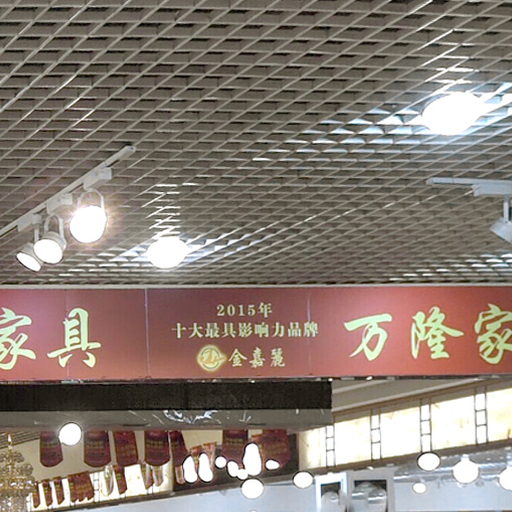 家具
2015年
十大最具影响力品牌
金嘉麗
万隆家